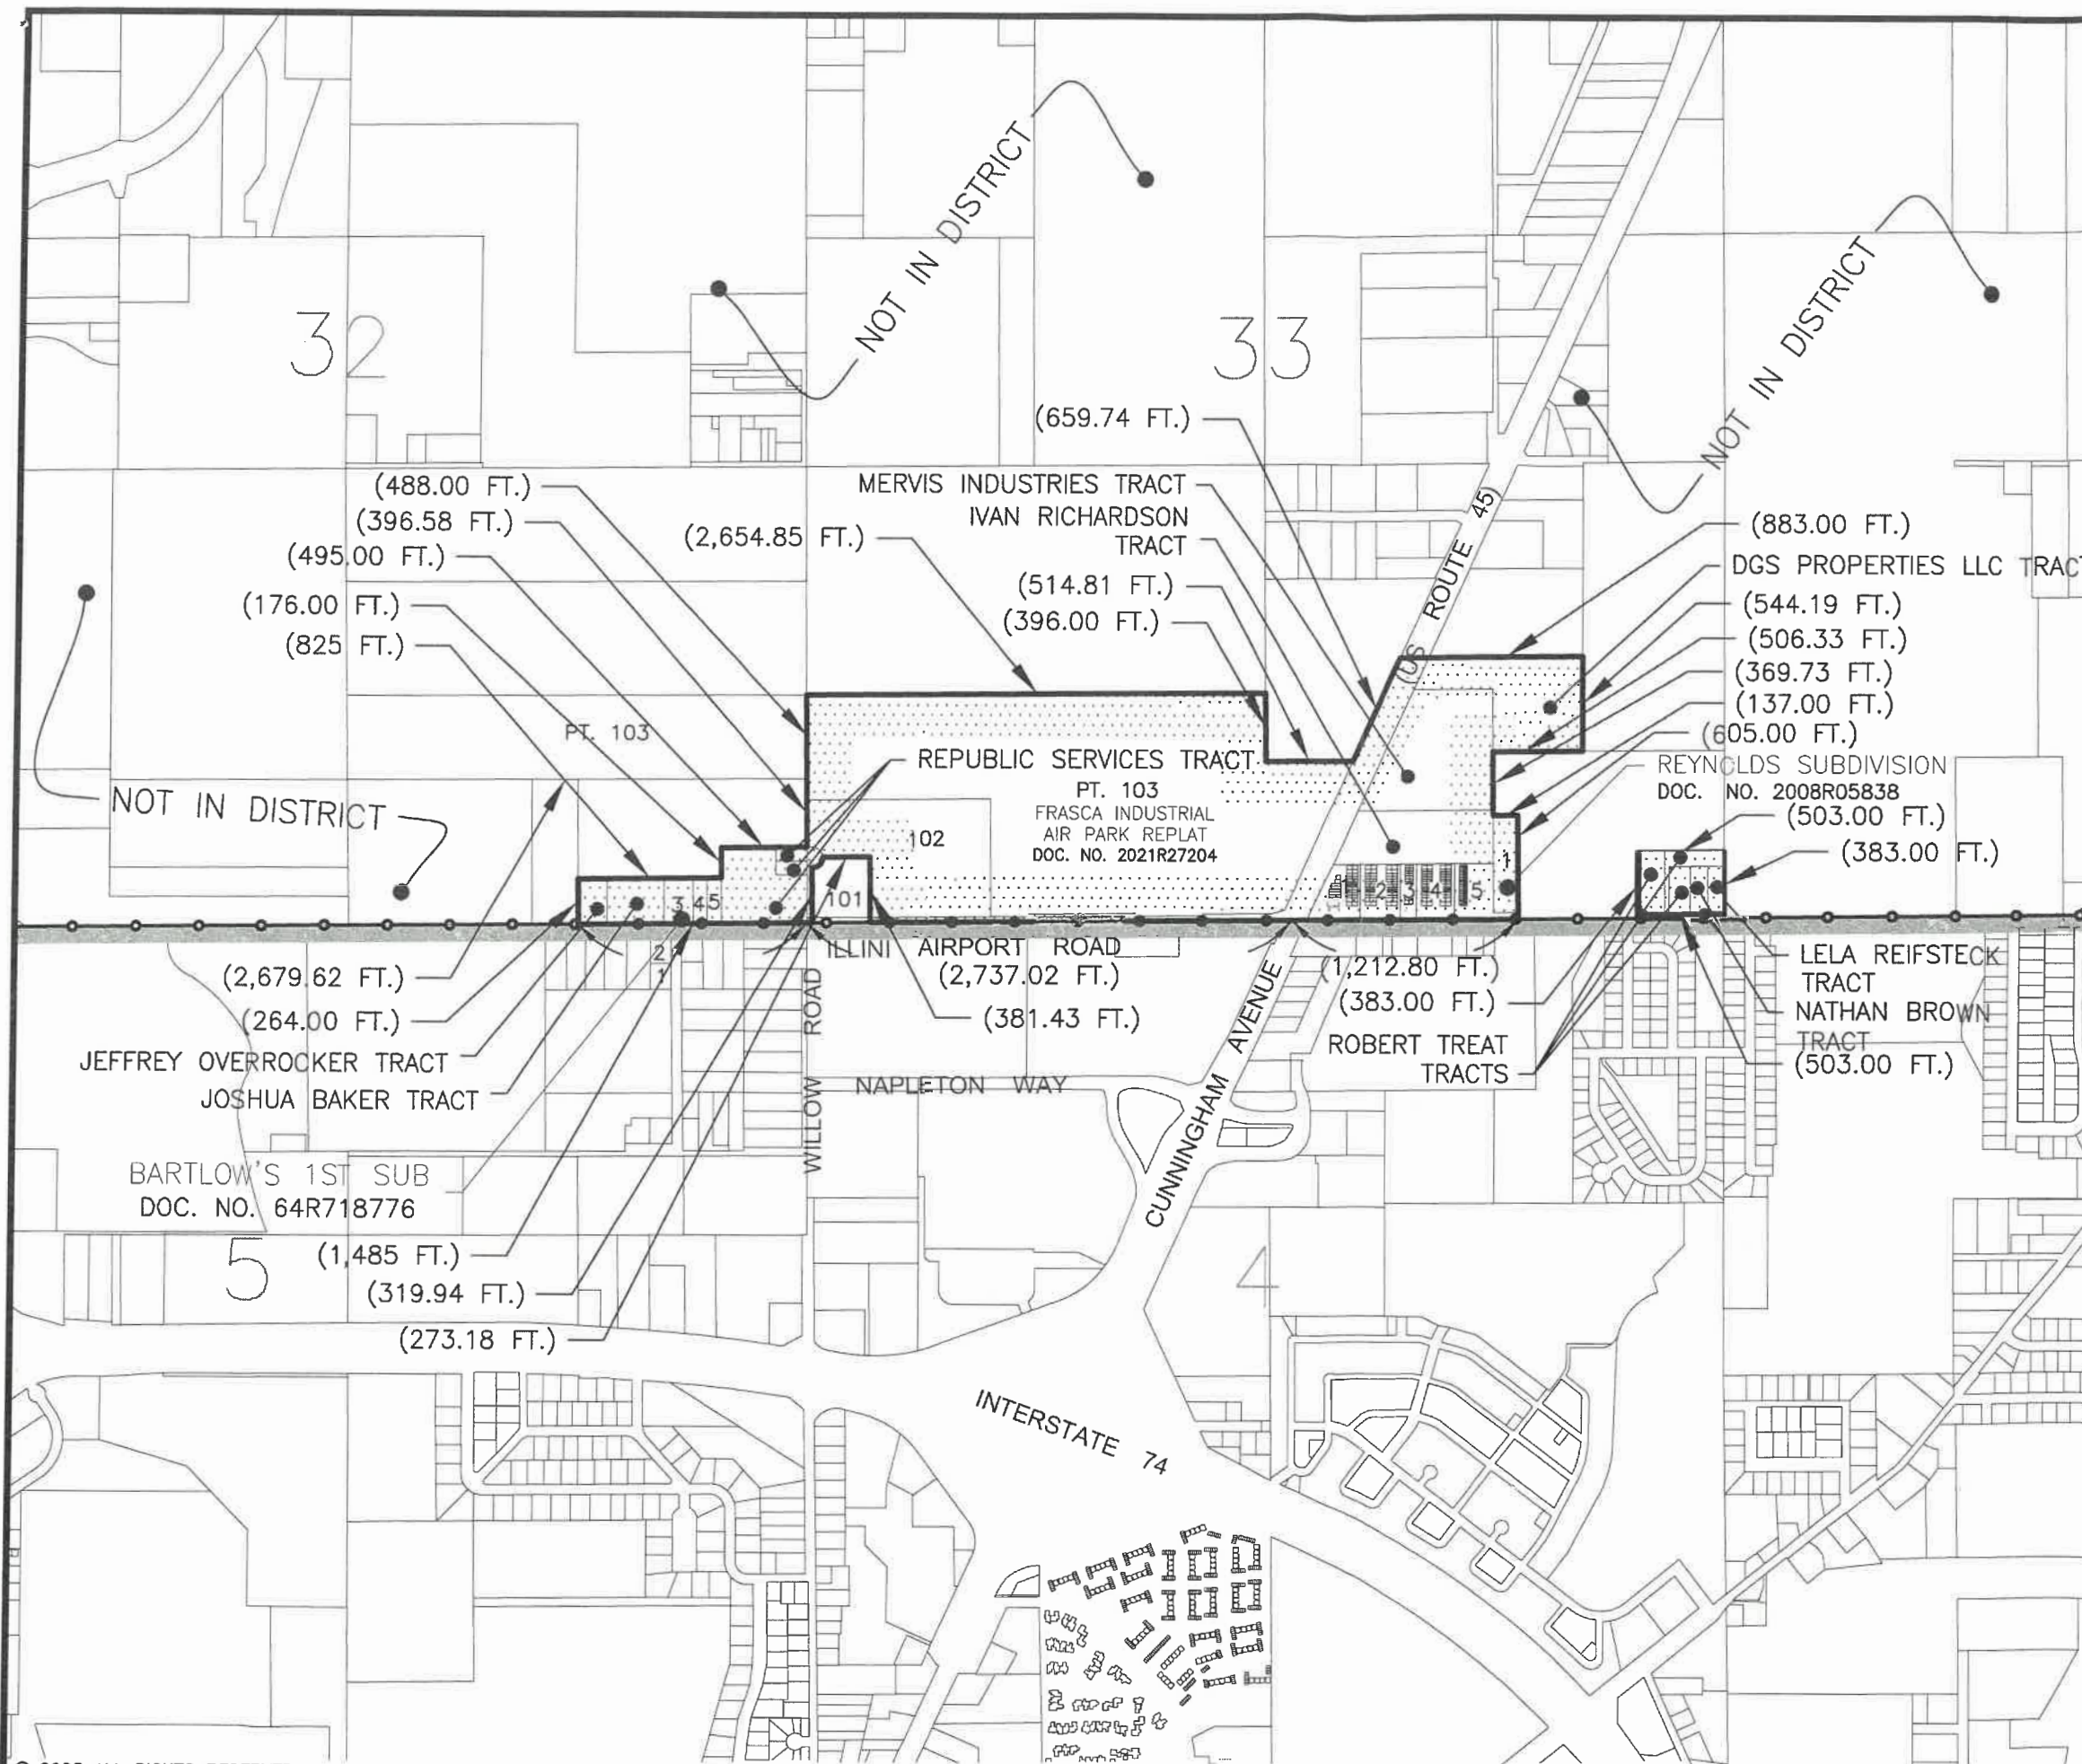 NOT IN DISTRICT
NOT IN DISTRICT
32
33
(659.74 FT.)
(488.00 FT.)
(396.58 FT.)
(495.00 FT.)
(176.00 FT.)
(825 FT.)
(2,654.85 FT.)
MERVIS INDUSTRIES TRACT
IVAN RICHARDSON
TRACT
(514.81 FT.)
(396.00 FT.)
(US ROUTE 45)
(883.00 FT.)
DGS PROPERTIES LLC TRACT
(544.19 FT.)
(506.33 FT.)
(369.73 FT.)
(137.00 FT.)
(605.00 FT.)
REYNOLDS SUBDIVISION
DOC. NO. 2008R05838
(503.00 FT.)
(383.00 FT.)
PT. 103
REPUBLIC SERVICES TRACT
PT. 103
FRASCA INDUSTRIAL
AIR PARK REPLAT
DOC. NO. 2021R27204
102
101
NOT IN DISTRICT
3 4 5
2
1
1
2
3
4
5
1
ILLINI AIRPORT ROAD
(2,737.02 FT.)
(381.43 FT.)
(2,679.62 FT.)
(264.00 FT.)
JEFFREY OVERROCKER TRACT
JOSHUA BAKER TRACT
(1,212.80 FT.)
(383.00 FT.)
ROBERT TREAT
TRACTS
LELA REIFSTECK
TRACT
NATHAN BROWN
TRACT
(503.00 FT.)
WILLOW ROAD
NAPLETON WAY
CUNNINGHAM AVENUE
BARTLOW'S 1ST SUB
DOC. NO. 64R718776
5
4
(1,485 FT.)
(319.94 FT.)
(273.18 FT.)
INTERSTATE 74